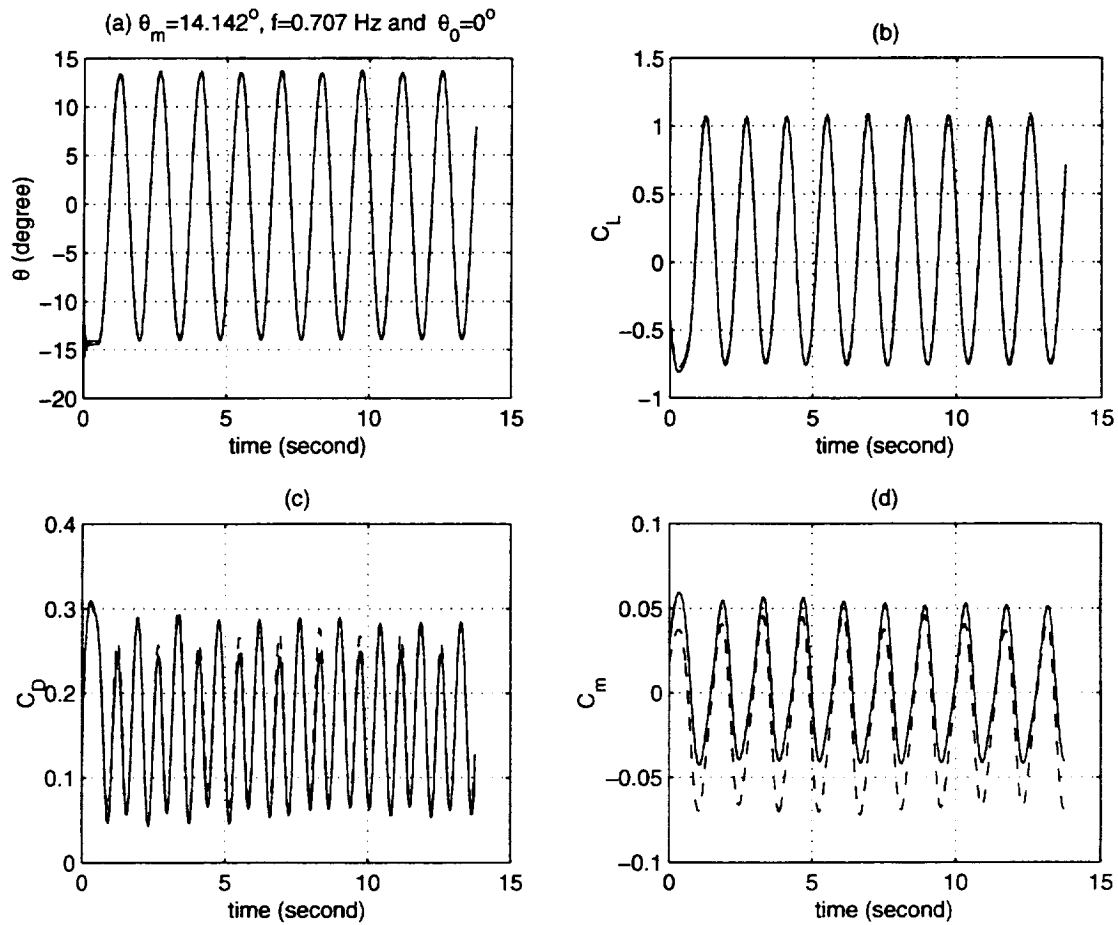 (a) θm=14.142o, f=0.707 Hz and θ0=0o
15
10
5
0
−5
−10
−15
−20
θ (degree)
0 5 10 15
time (second)
(b)
1.5
1
0.5
0
−0.5
−1
CL
0 5 10 15
time (second)
(c)
0.4
0.3
0.2
0.1
0
CD
0 5 10 15
time (second)
(d)
0.1
0.05
0
−0.05
−0.1
Cm
0 5 10 15
time (second)